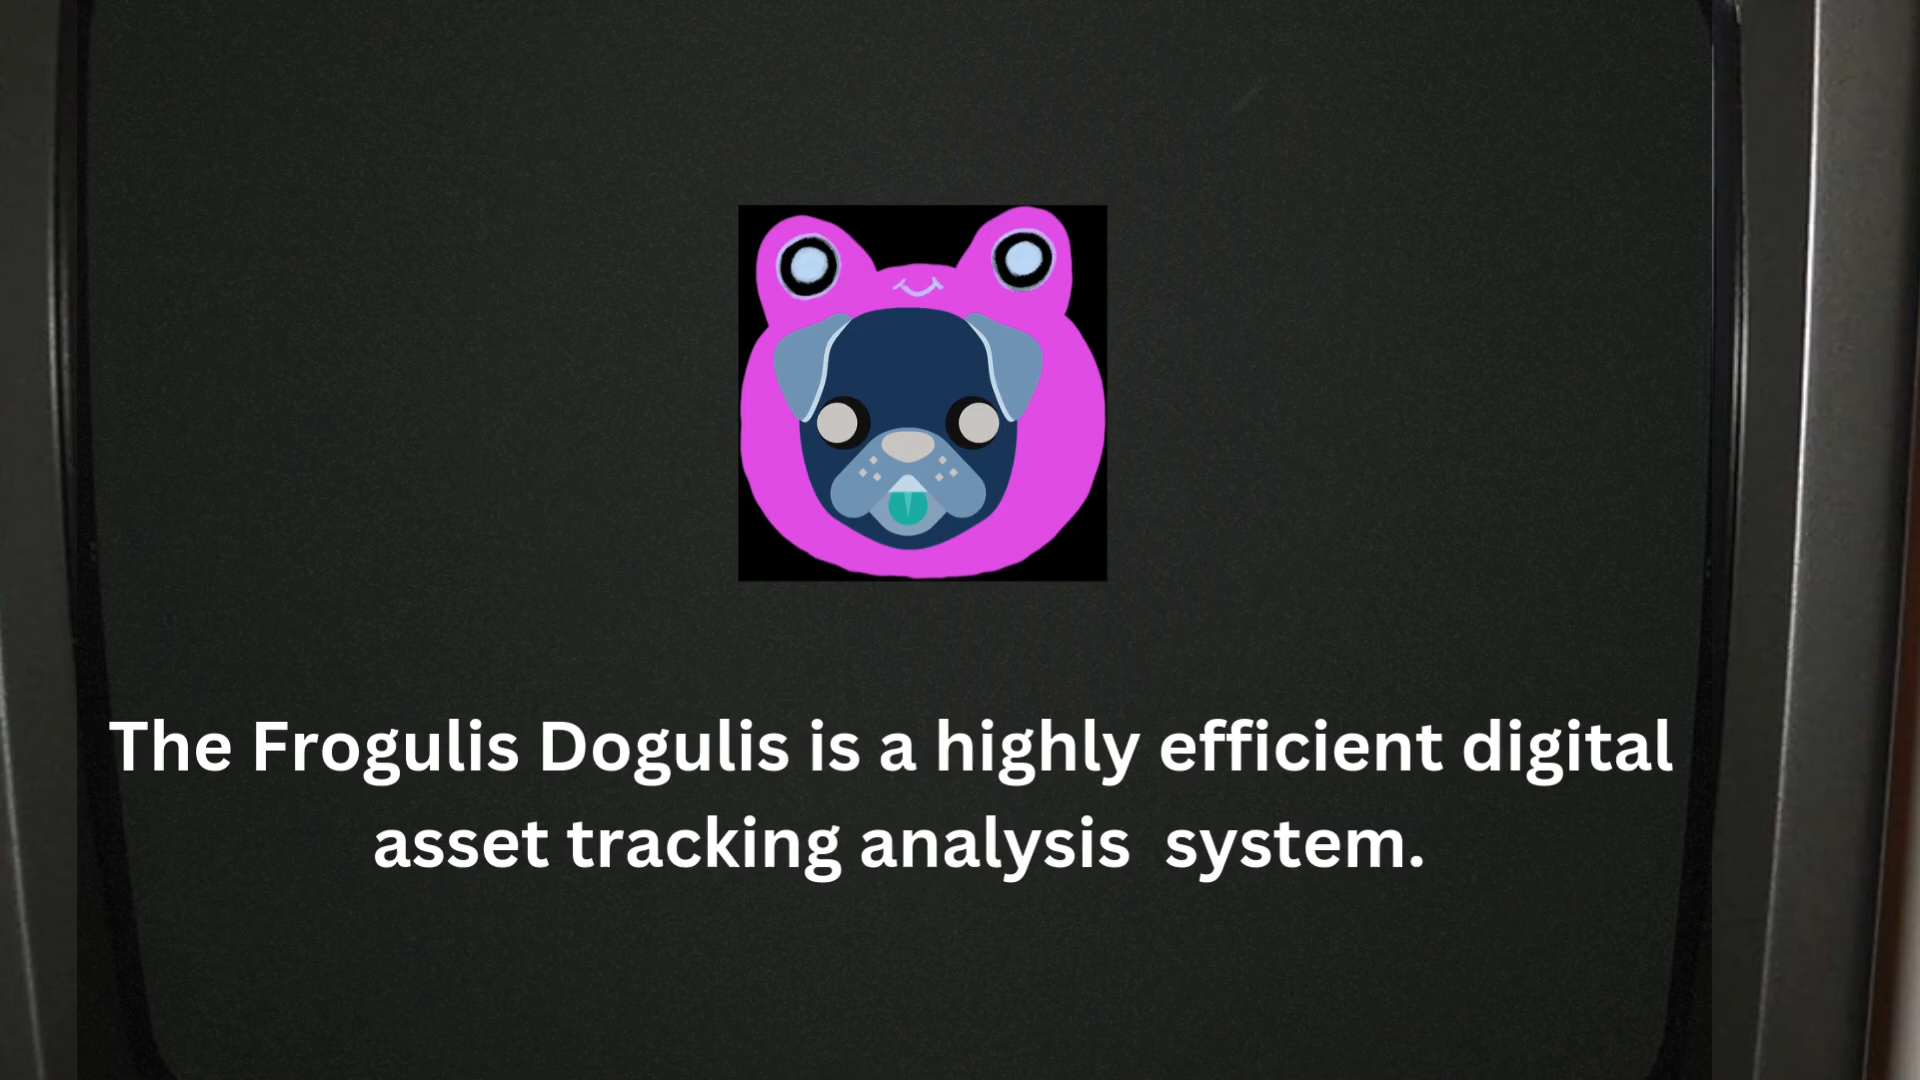 The Frogulis Dogulis is a highly efficient digital
asset tracking analysis  system.